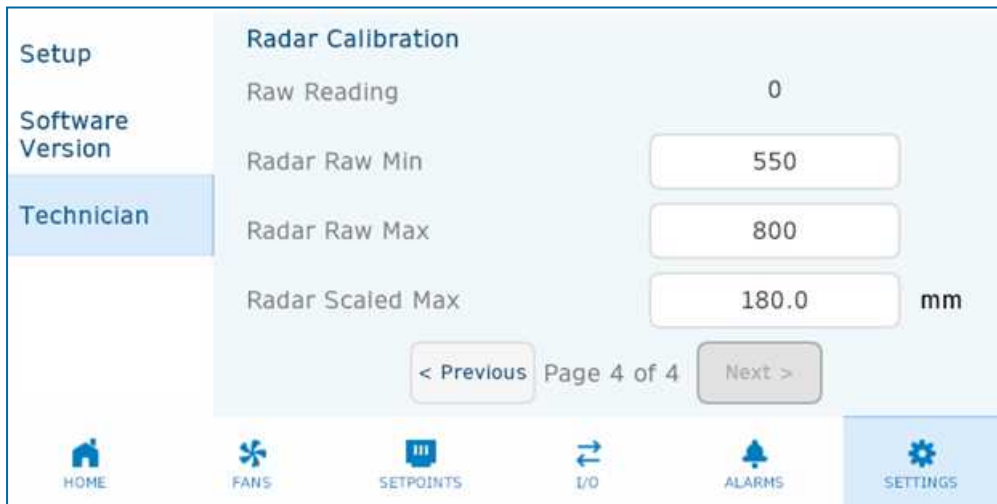 Setup
Software
Version
Technician
Radar Calibration
Raw Reading 0
Radar Raw Min 550
Radar Raw Max 800
Radar Scaled Max 180.0 mm
< Previous Page 4 of 4 Next >
HOME FANS SETPOINTS I/O ALARMS SETTINGS